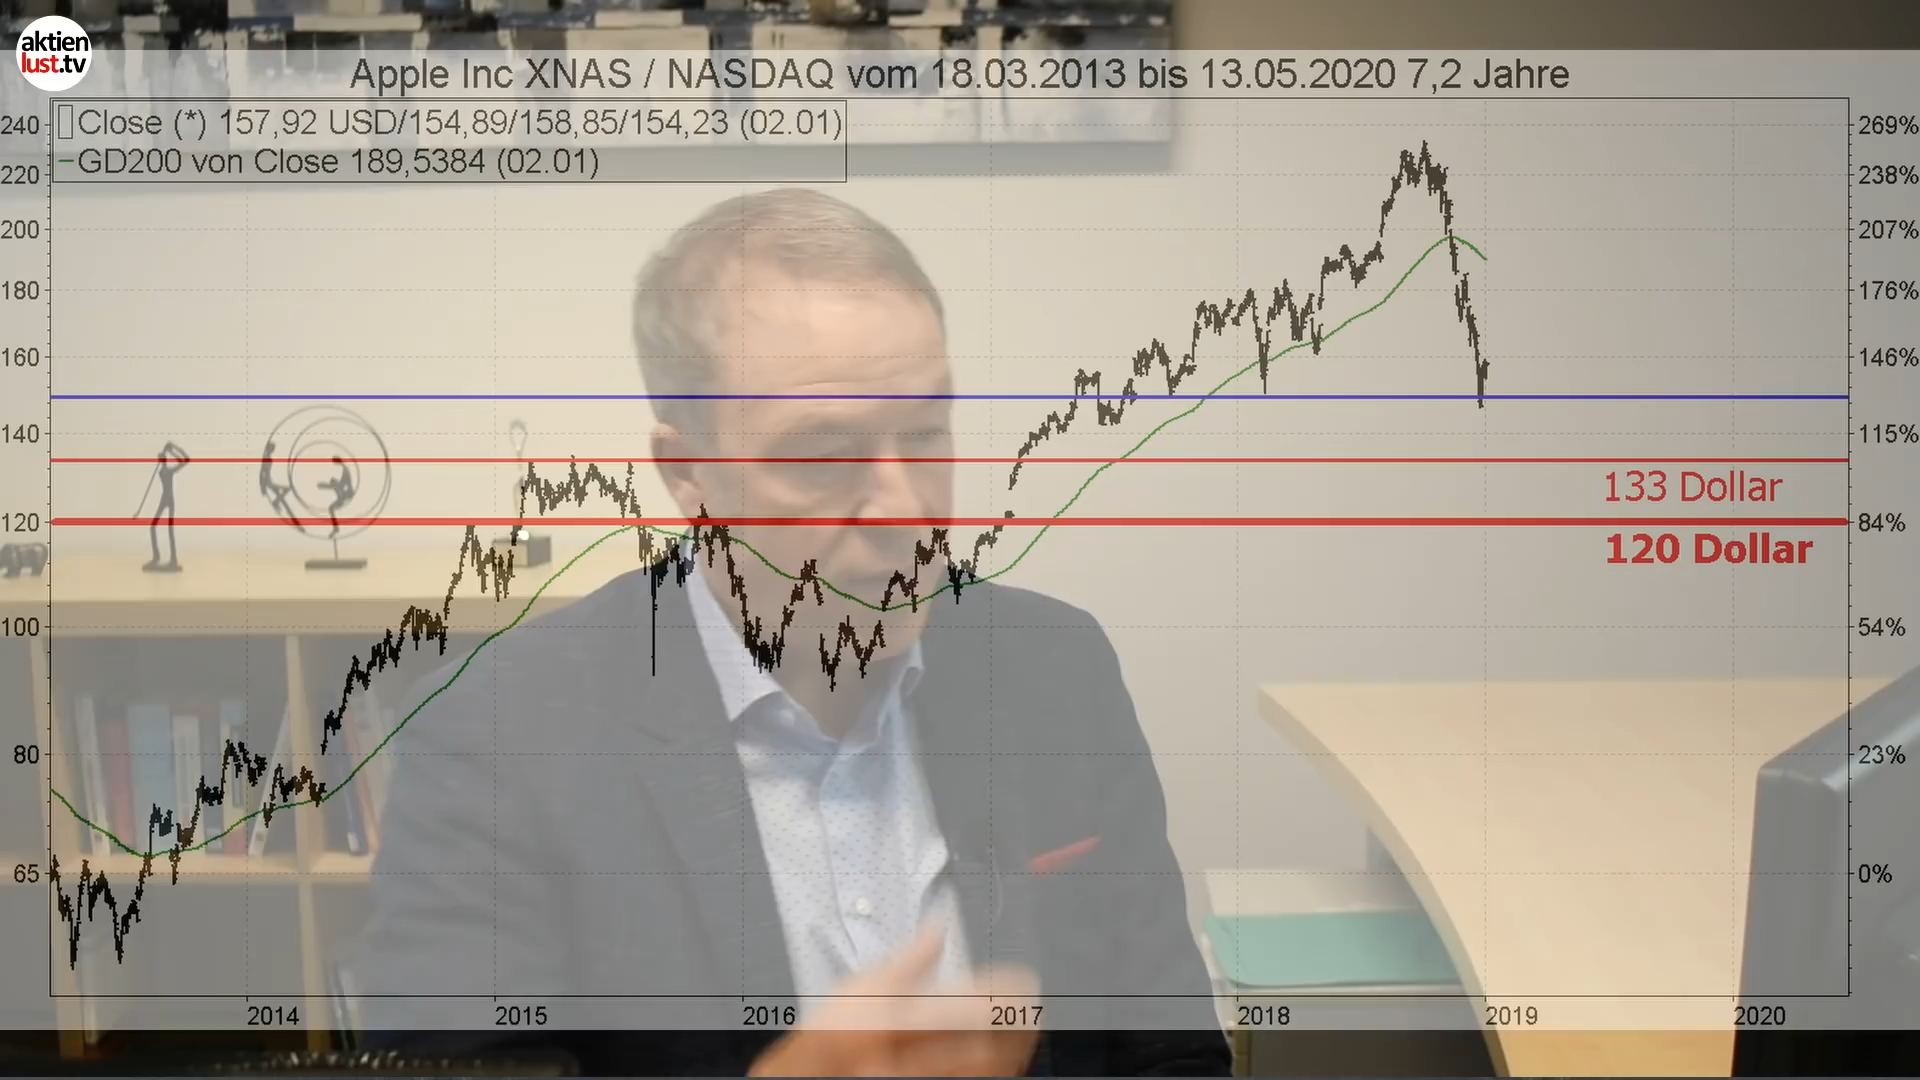 aktien
lust.tv
Apple Inc XNAS / NASDAQ vom 18.03.2013 bis 13.05.2020 7,2 Jahre
Close (*) 157,92 USD/154,89/158,85/154,23 (02.01)
GD200 von Close 189,5384 (02.01)
240 269%
220 238%
200 207%
180 176%
160 146%
140 115%
133 Dollar
120 84%
120 Dollar
100 54%
80 23%
65 0%
2014 2015 2016 2017 2018 2019 2020